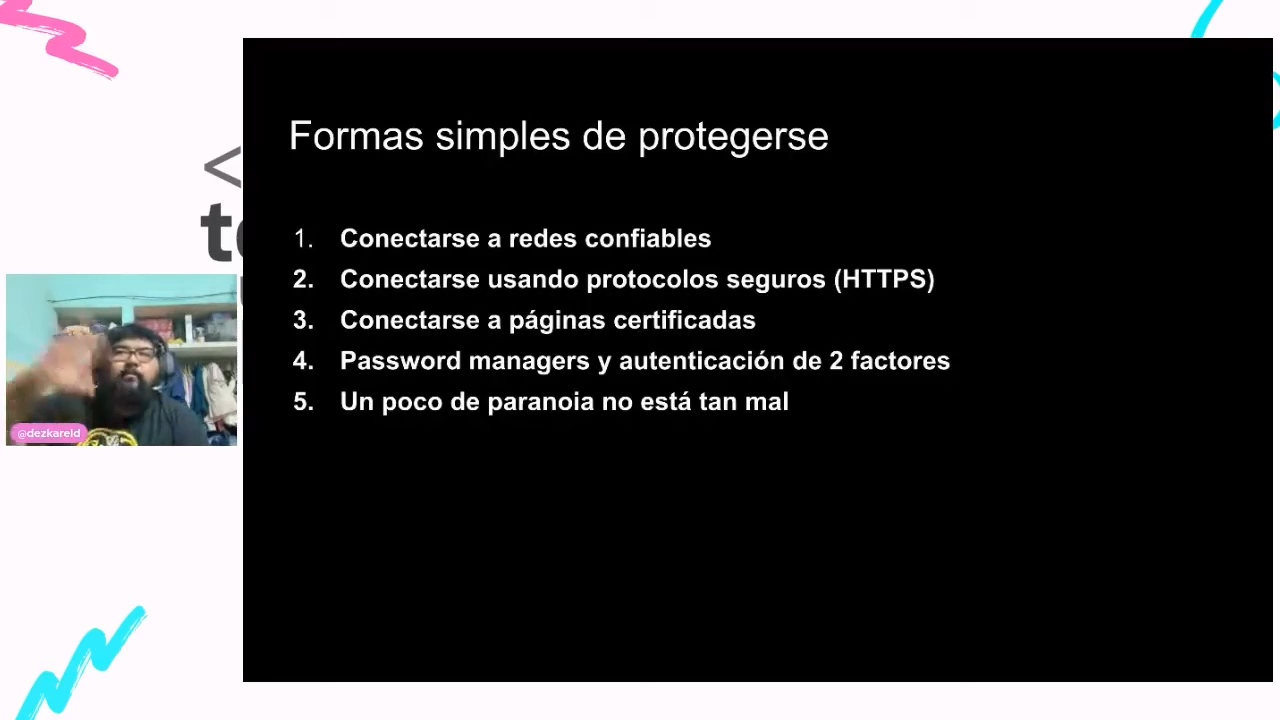 Formas simples de protegerse
1. Conectarse a redes confiables
2. Conectarse usando protocolos seguros (HTTPS)
3. Conectarse a páginas certificadas
4. Password managers y autenticación de 2 factores
5. Un poco de paranoia no está tan mal
<
@dezkareid